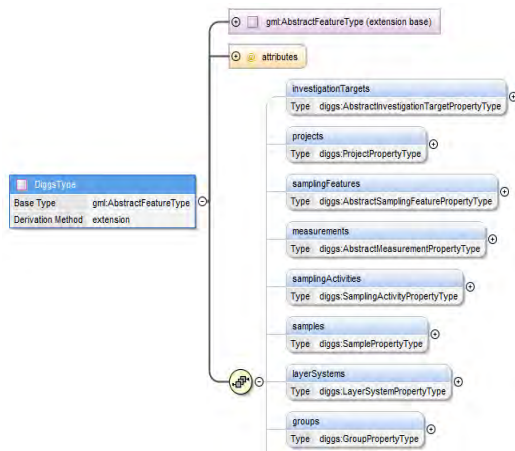 gml:AbstractFeatureType (extension base)
attributes
investigationTargets
Type diggs:AbstractInvestigationTargetPropertyType
projects
Type diggs:ProjectPropertyType
samplingFeatures
Type diggs:AbstractSamplingFeaturePropertyType
DiggsType
Base Type gml:AbstractFeatureType
Derivation Method extension
measurements
Type diggs:AbstractMeasurementPropertyType
samplingActivities
Type diggs:SamplingActivityPropertyType
samples
Type diggs:SamplePropertyType
layerSystems
Type diggs:LayerSystemPropertyType
groups
Type diggs:GroupPropertyType